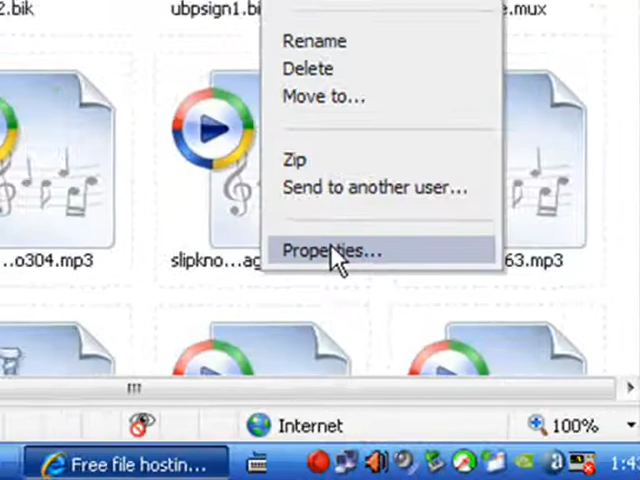 2.bik
ubpsign1.bi
e.mux
Rename
Delete
Move to...
Zip
Send to another user...
Properties...
...o304.mp3
slipkno...ag
63.mp3
Internet
100%
Free file hostin...
1:43